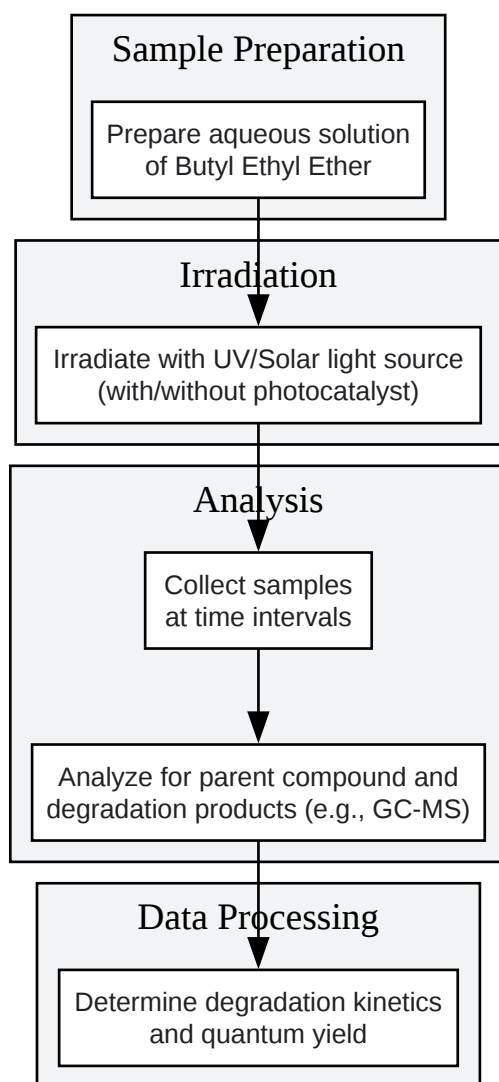 Sample Preparation
Prepare aqueous solution
of Butyl Ethyl Ether
Irradiation
Irradiate with UV/Solar light source
(with/without photocatalyst)
Analysis
Collect samples
at time intervals
Analyze for parent compound and
degradation products (e.g., GC-MS)
Data Processing
Determine degradation kinetics
and quantum yield